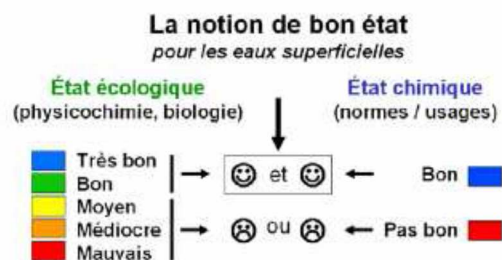 La notion de bon état
pour les eaux superficielles
État écologique
(physicochimie, biologie)
État chimique
(normes / usages)
Très bon
Bon
Moyen
Médiocre
Mauvais
et
ou
Bon
Pas bon